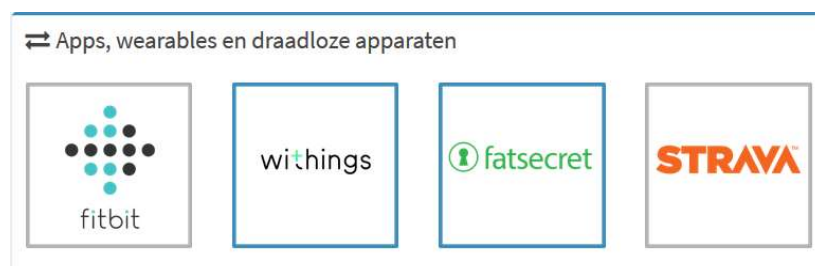 Apps, wearables en draadloze apparaten
fitbit
withings
fatsecret
STRAVA